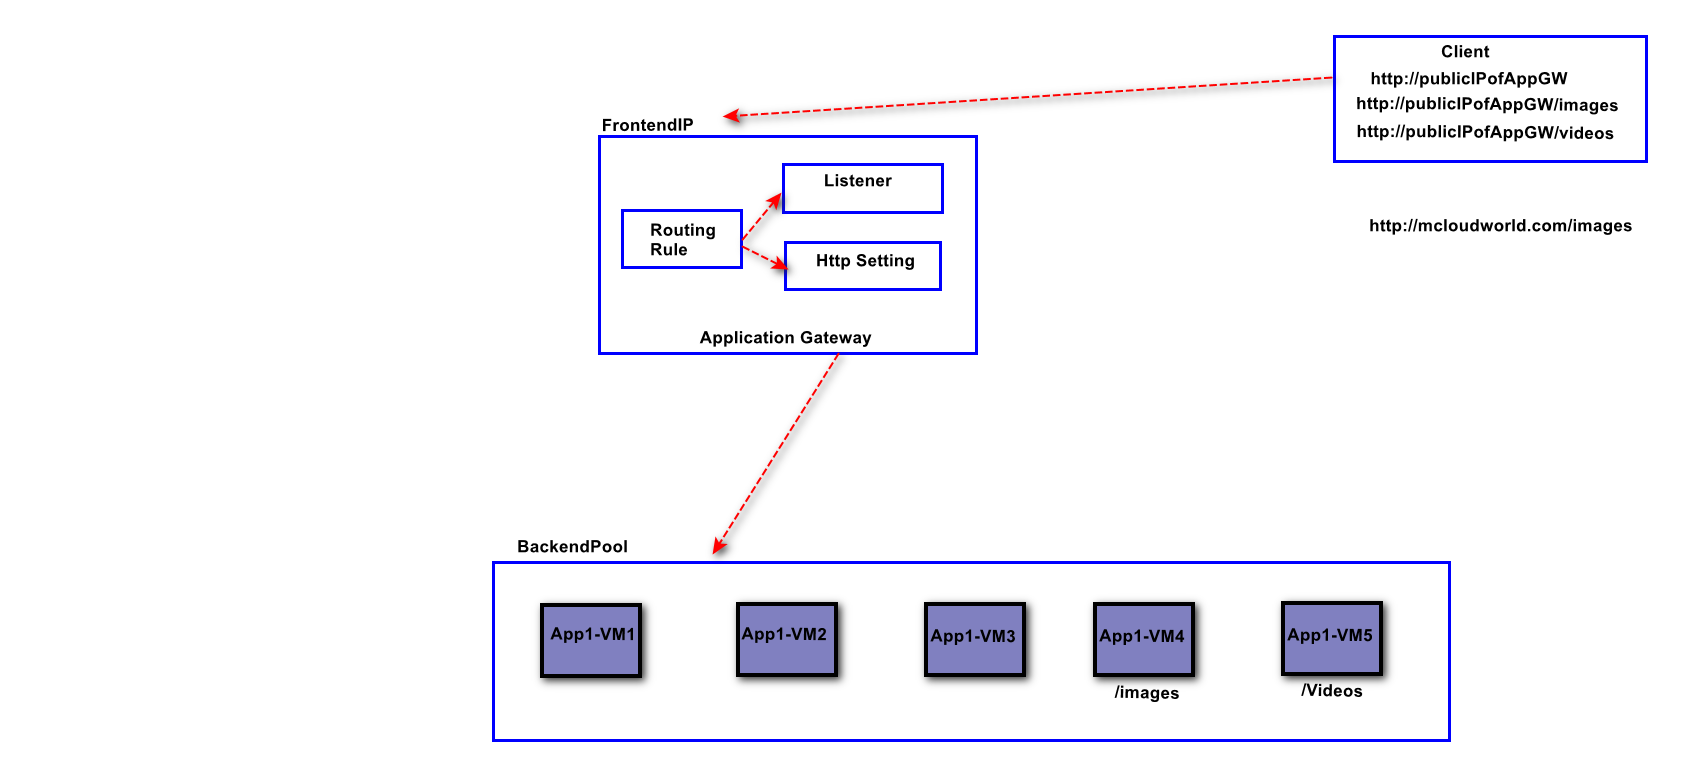 Client
http://publicIPofAppGW
http://publicIPofAppGW/images
http://publicIPofAppGW/videos
FrontendIP
Listener
Routing
Rule
Http Setting
Application Gateway
http://mcloudworld.com/images
BackendPool
App1-VM1
App1-VM2
App1-VM3
App1-VM4
App1-VM5
/images
/Videos